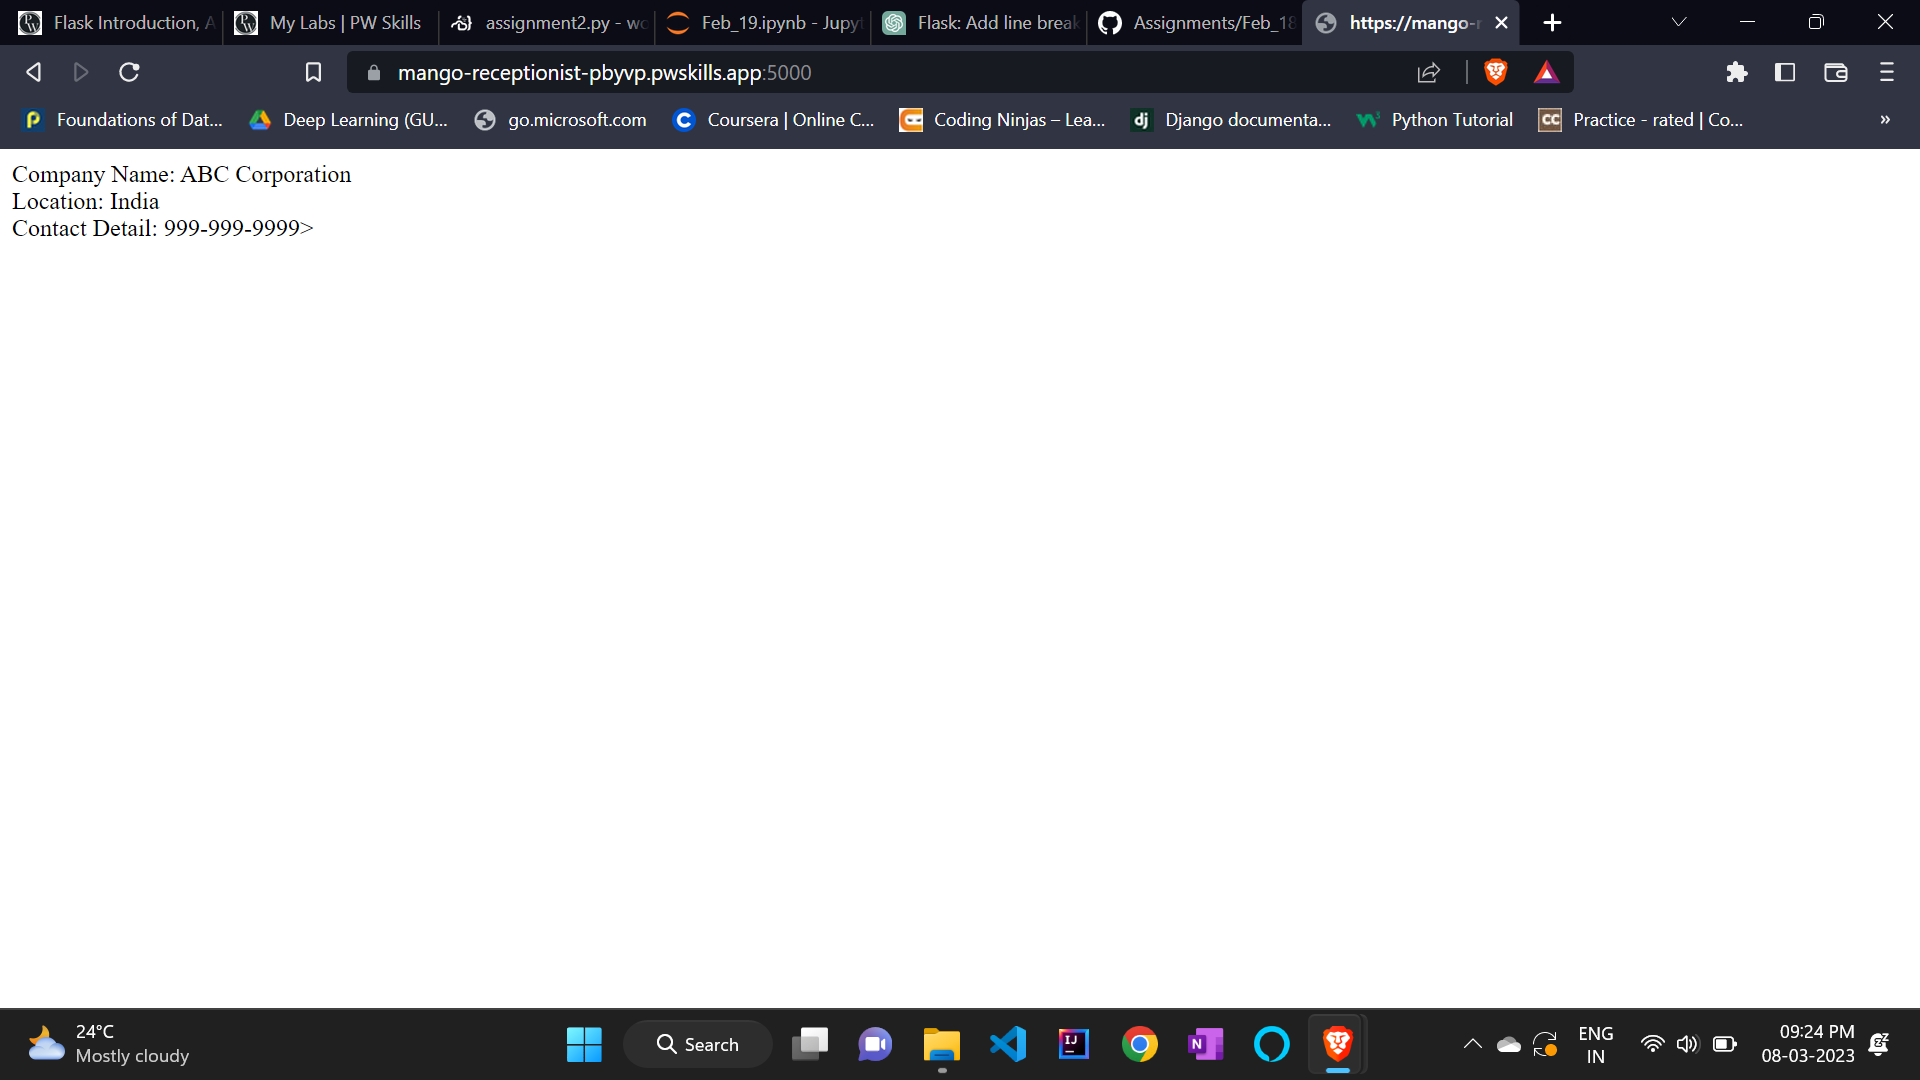 Flask Introduction, A
My Labs | PW Skills
assignment2.py - wo
Feb_19.ipynb - Jupyt
Flask: Add line break
Assignments/Feb_18
https://mango-r
mango-receptionist-pbyvp.pwskills.app:5000
Foundations of Dat...
Deep Learning (GU...
go.microsoft.com
Coursera | Online C...
Coding Ninjas – Lea...
Django documenta...
Python Tutorial
Practice - rated | Co...
»
Company Name: ABC Corporation
Location: India
Contact Detail: 999-999-9999>
24°C
Mostly cloudy
Search
ENG
IN
09:24 PM
08-03-2023